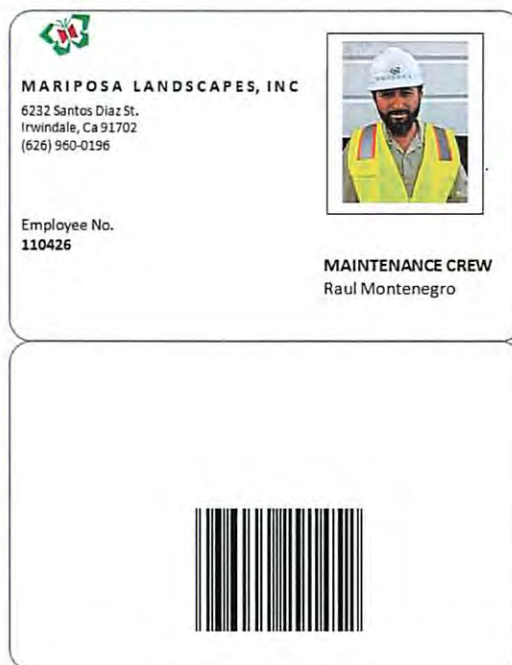 MARIPOSA LANDSCAPES, INC
6232 Santos Diaz St.
Irwindale, Ca 91702
(626) 960-0196
Employee No.
110426
MAINTENANCE CREW
Raul Montenegro